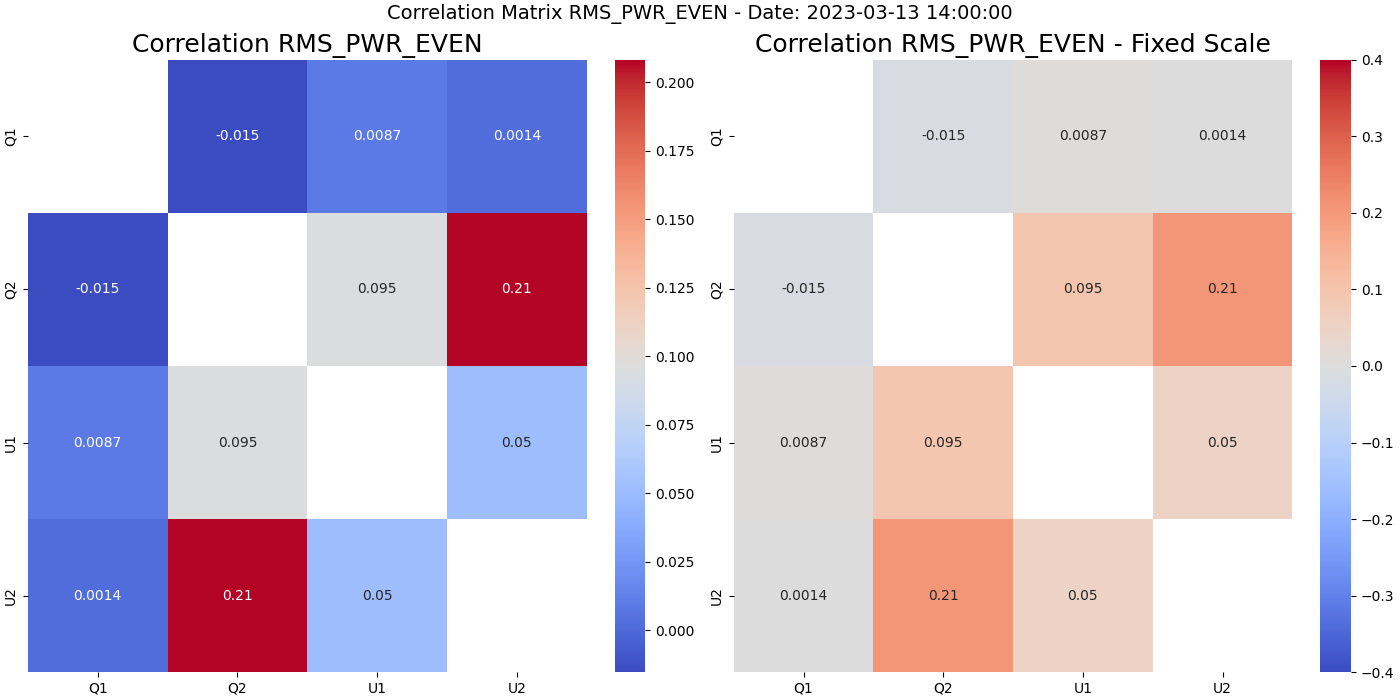 Correlation Matrix RMS_PWR_EVEN - Date: 2023-03-13 14:00:00
Correlation RMS_PWR_EVEN
Q1
-0.015
0.0087
0.0014
Q2
-0.015
0.095
0.21
U1
0.0087
0.095
0.05
U2
0.0014
0.21
0.05
Q1
Q2
U1
U2
0.200
0.175
0.150
0.125
0.100
0.075
0.050
0.025
0.000
Correlation RMS_PWR_EVEN - Fixed Scale
Q1
-0.015
0.0087
0.0014
Q2
-0.015
0.095
0.21
U1
0.0087
0.095
0.05
U2
0.0014
0.21
0.05
Q1
Q2
U1
U2
0.4
0.3
0.2
0.1
0.0
−0.1
−0.2
−0.3
−0.4